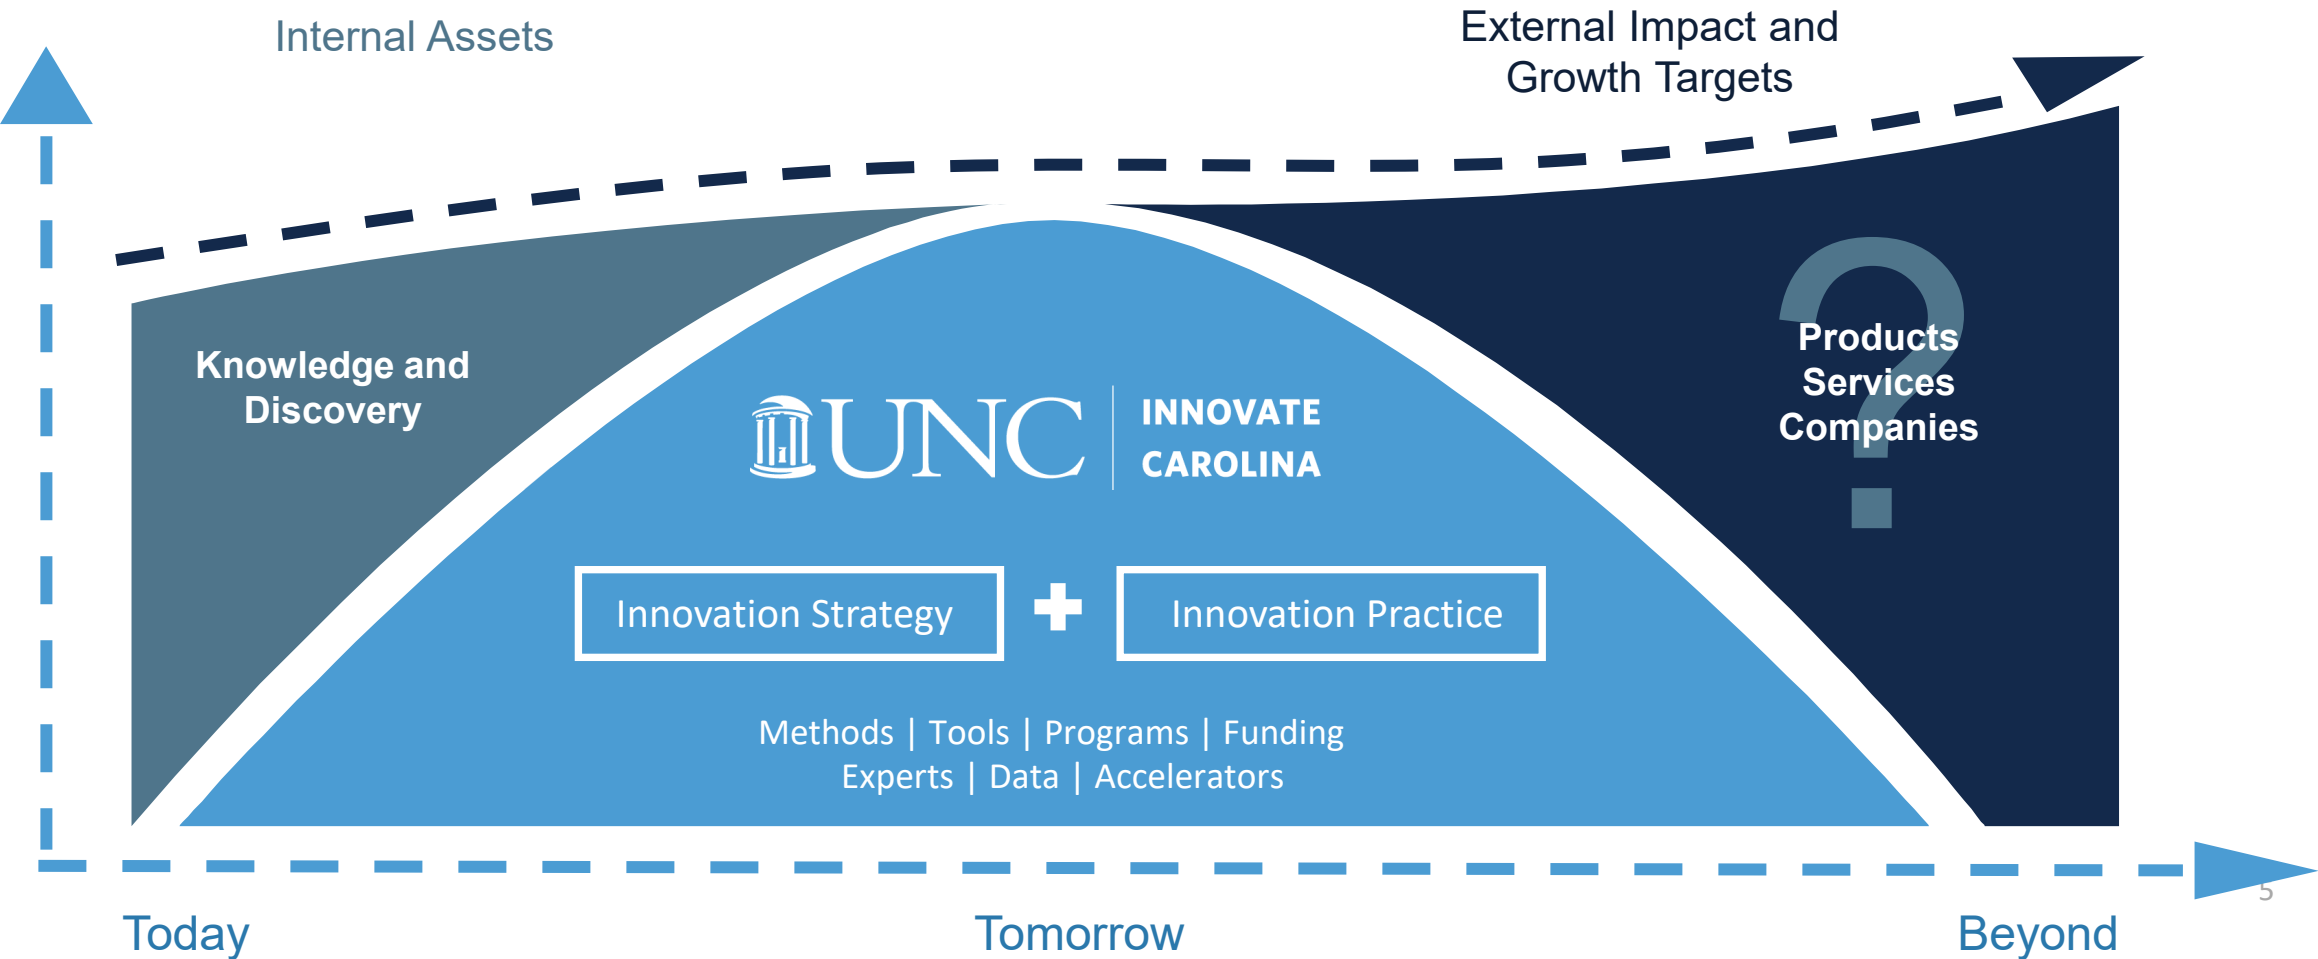 Internal Assets
External Impact and
Growth Targets
Knowledge and
Discovery
UNC
INNOVATE
CAROLINA
?
Products
Services
Companies
Innovation Strategy
+
Innovation Practice
Methods | Tools | Programs | Funding
Experts | Data | Accelerators
5
Today
Tomorrow
Beyond